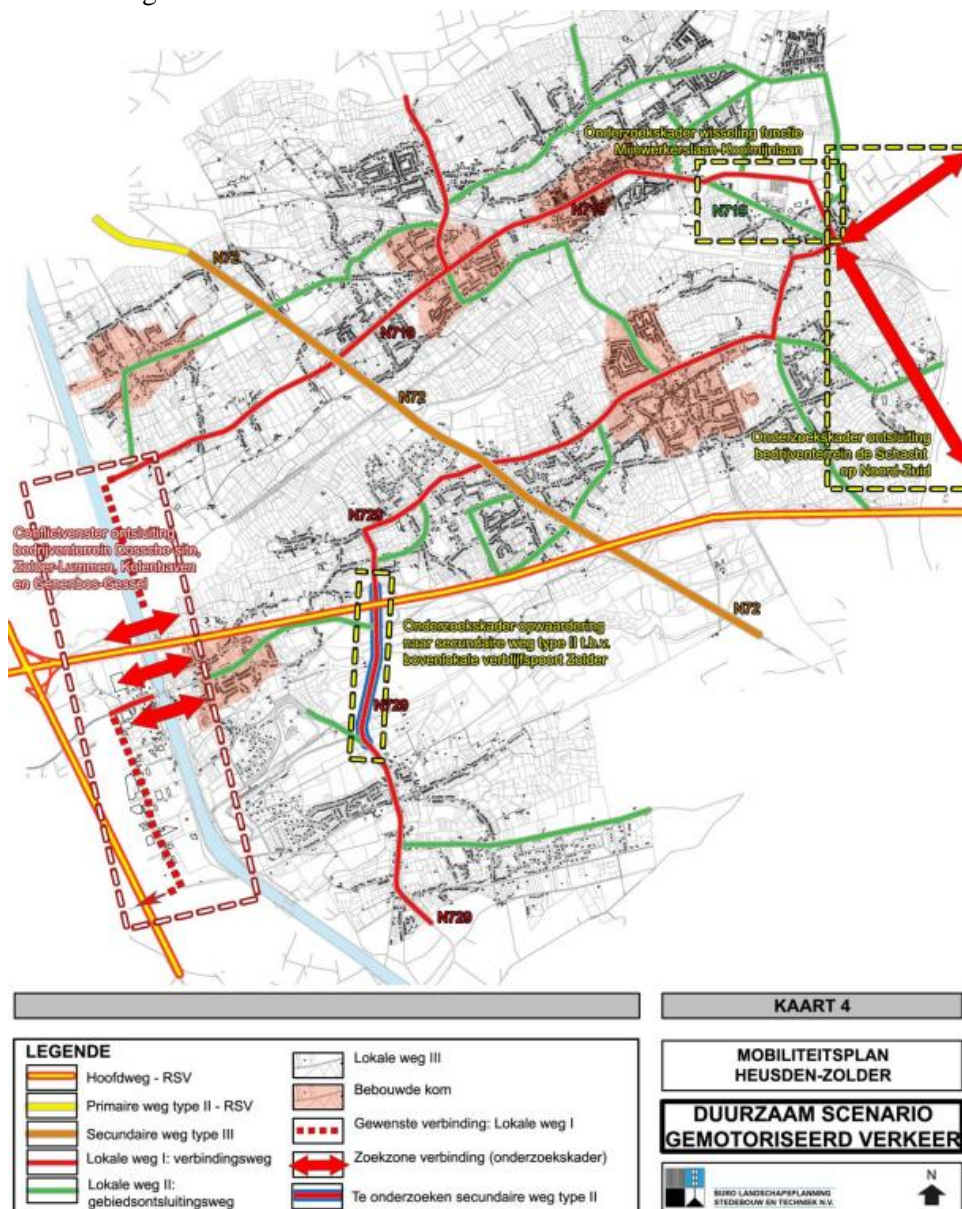 Onderzoekskader wisseling functie
Mijnwerkerslaan-Koolmijnlaan
N715
N719
N72
N719
N72
Onderzoekskader ontsluiting
bedrijventerrein de Schacht
op Noord-Zuid
N729
Conflictvenster ontsluiting
bedrijventerrein
Zolder-Lummen, Kolenhaven
en Genenbos-Gessel
N72
Onderzoekskader opwaardering
naar secundaire weg type II t.b.v.
bovenlokale verblijfspoort Zolder
N729
N729
KAART 4
LEGENDE
Hoofdweg - RSV
Primaire weg type II - RSV
Secundaire weg type III
Lokale weg I: verbindingsweg
Lokale weg II:
gebiedsontsluitingsweg
Lokale weg III
Bebouwde kom
Gewenste verbinding: Lokale weg I
Zoekzone verbinding (onderzoekskader)
Te onderzoeken secundaire weg type II
MOBILITEITSPLAN
HEUSDEN-ZOLDER
DUURZAAM SCENARIO
GEMOTORISEERD VERKEER
BURO LANDSCHAPSPLANNING
STEDEBOUW EN TECHNIEK N.V.
N